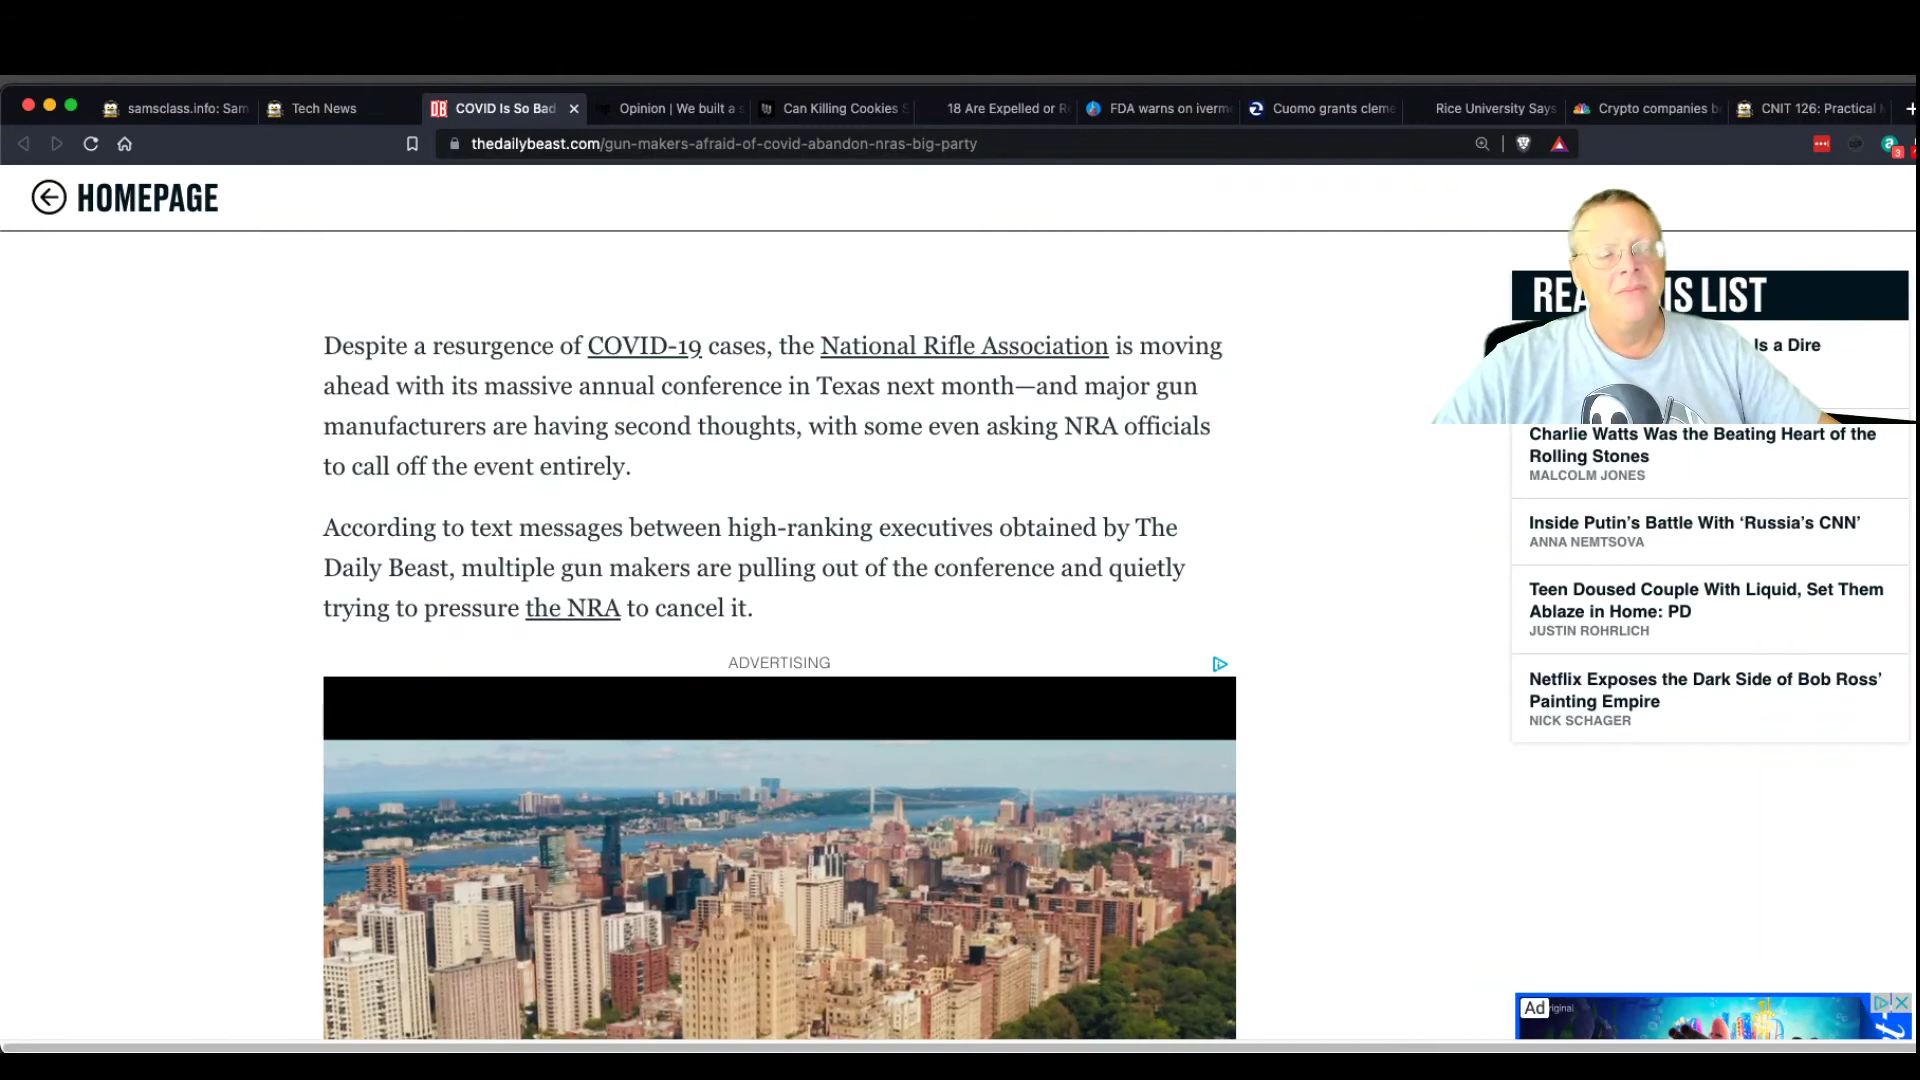 samsclass.info: Sam
Tech News
COVID Is So Bad
Opinion | We built a s
Can Killing Cookies S
18 Are Expelled or R
FDA warns on iverme
Cuomo grants cleme
Rice University Says
Crypto companies b
CNIT 126: Practical M
thedailybeast.com/gun-makers-afraid-of-covid-abandon-nras-big-party
3
HOMEPAGE
Despite a resurgence of COVID-19 cases, the National Rifle Association is moving
ahead with its massive annual conference in Texas next month—and major gun
manufacturers are having second thoughts, with some even asking NRA officials
to call off the event entirely.
According to text messages between high-ranking executives obtained by The
Daily Beast, multiple gun makers are pulling out of the conference and quietly
trying to pressure the NRA to cancel it.
ADVERTISING
REA IS LIST
Is a Dire
Charlie Watts Was the Beating Heart of the
Rolling Stones
MALCOLM JONES
Inside Putin’s Battle With ‘Russia’s CNN’
ANNA NEMTSOVA
Teen Doused Couple With Liquid, Set Them
Ablaze in Home: PD
JUSTIN ROHRLICH
Netflix Exposes the Dark Side of Bob Ross’
Painting Empire
NICK SCHAGER
Ad